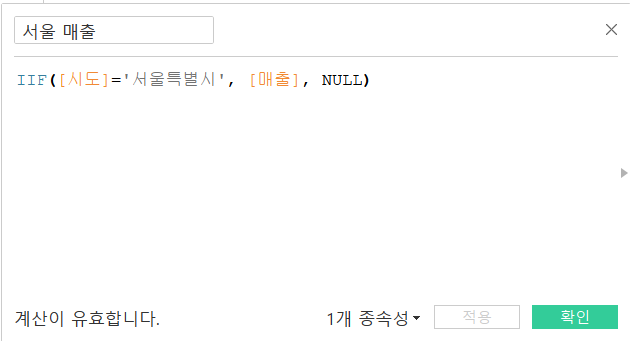 서울 매출
IIF([시도]='서울특별시', [매출], NULL)
계산이 유효합니다.
1개 종속성
적용
확인